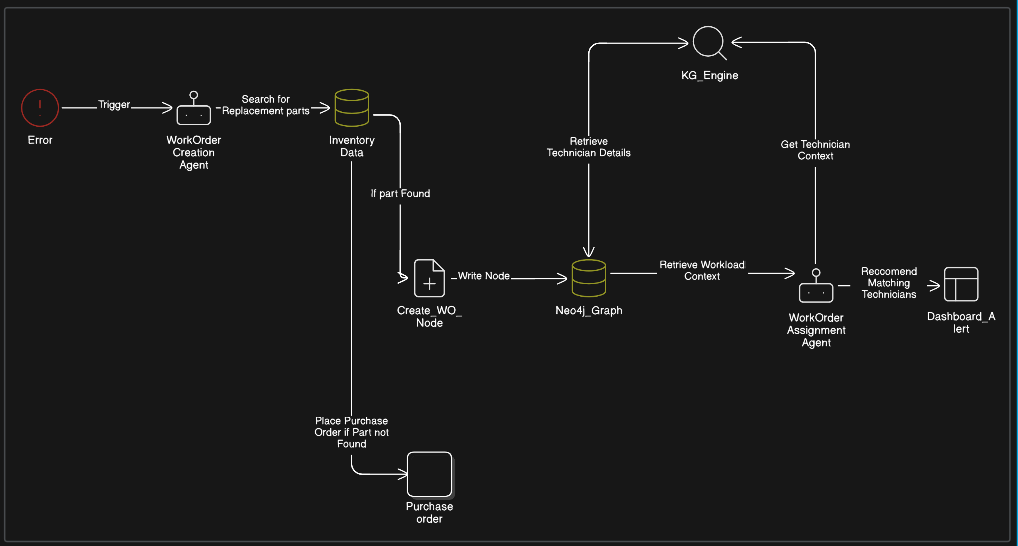 KG_Engine
Trigger
Search for
Replacement parts
Error
WorkOrder
Creation
Agent
Inventory
Data
Retrieve
Technician Details
Get Technician
Context
If part Found
Write Node
Retrieve Workload
Context
Reccomend
Matching
Technicians
Create_WO_
Node
Neo4j_Graph
WorkOrder
Assignment
Agent
Dashboard_A
lert
Place Purchase
Order if Part not
Found
Purchase
order